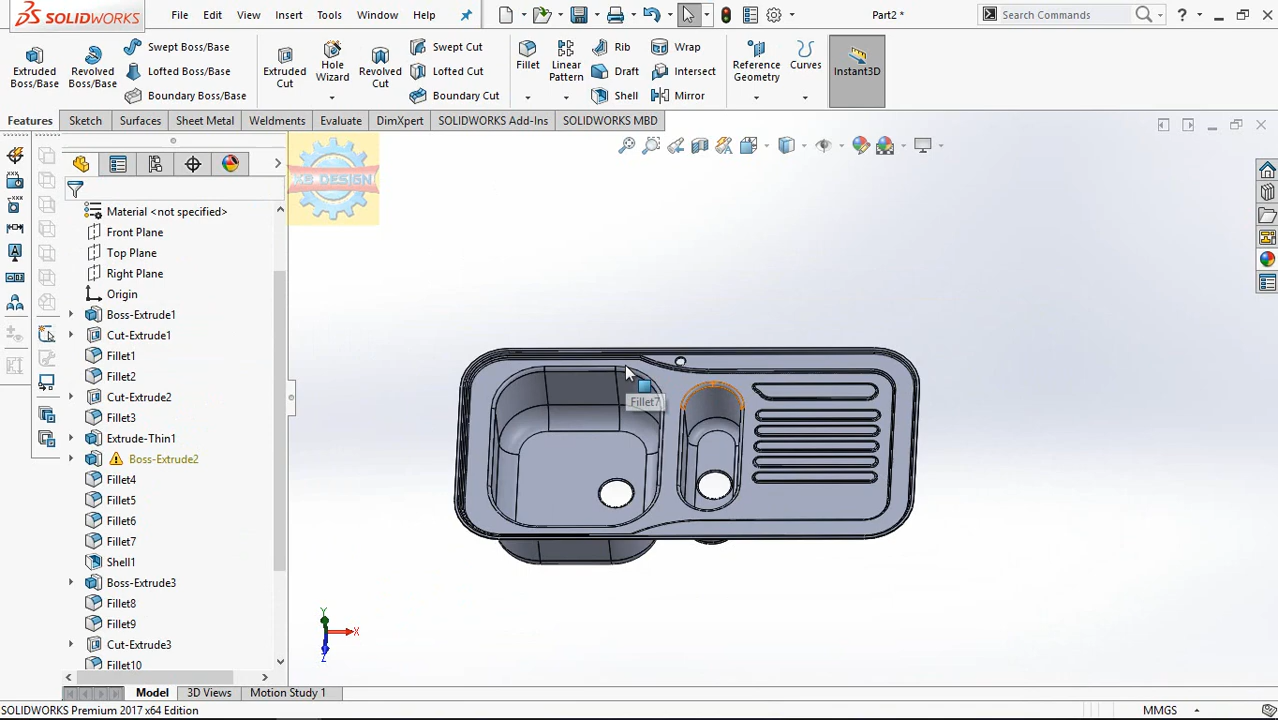 DS SOLIDWORKS
File Edit View Insert Tools Window Help
Part2 *
Search Commands
?
Extruded Boss/Base
Revolved Boss/Base
Swept Boss/Base
Lofted Boss/Base
Boundary Boss/Base
Extruded Cut
Hole Wizard
Revolved Cut
Swept Cut
Lofted Cut
Boundary Cut
Fillet
Linear Pattern
Rib
Draft
Shell
Wrap
Intersect
Mirror
Reference Geometry
Curves
Instant3D
Features Sketch Surfaces Sheet Metal Weldments Evaluate DimXpert SOLIDWORKS Add-Ins SOLIDWORKS MBD
KS DESIGN
Material <not specified>
Front Plane
Top Plane
Right Plane
Origin
Boss-Extrude1
Cut-Extrude1
Fillet1
Fillet2
Cut-Extrude2
Fillet3
Extrude-Thin1
Boss-Extrude2
Fillet4
Fillet5
Fillet6
Fillet7
Shell1
Boss-Extrude3
Fillet8
Fillet9
Cut-Extrude3
Fillet10
Fillet7
Y
X
Z
Model 3D Views Motion Study 1
SOLIDWORKS Premium 2017 x64 Edition
MMGS